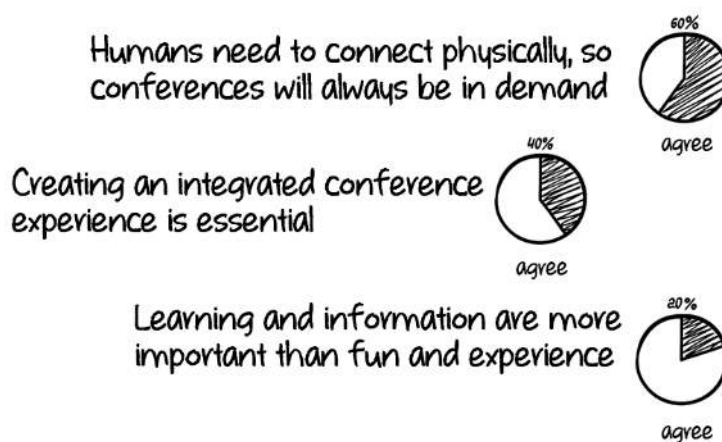 60%
Humans need to connect physically, so
conferences will always be in demand
agree
40%
Creating an integrated conference
experience is essential
agree
20%
Learning and information are more
important than fun and experience
agree